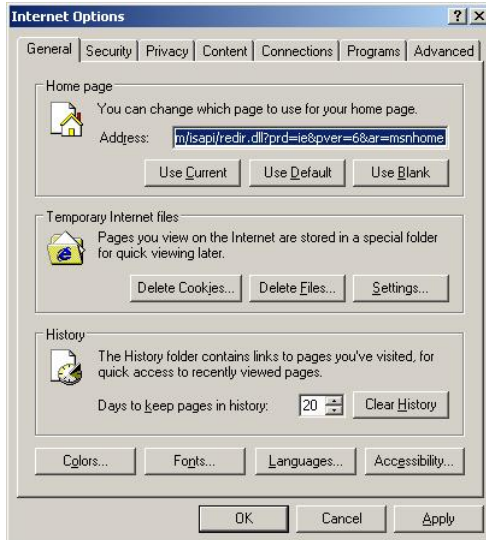 Internet Options
General Security Privacy Content Connections Programs Advanced
Home page
You can change which page to use for your home page.
Address: m/isapi/redir.dll?prd=ie&pver=6&ar=msnhome
Use Current Use Default Use Blank
Temporary Internet files
Pages you view on the Internet are stored in a special folder
for quick viewing later.
Delete Cookies... Delete Files... Settings...
History
The History folder contains links to pages you've visited, for
quick access to recently viewed pages.
Days to keep pages in history: 20 Clear History
Colors... Fonts... Languages... Accessibility...
OK Cancel Apply